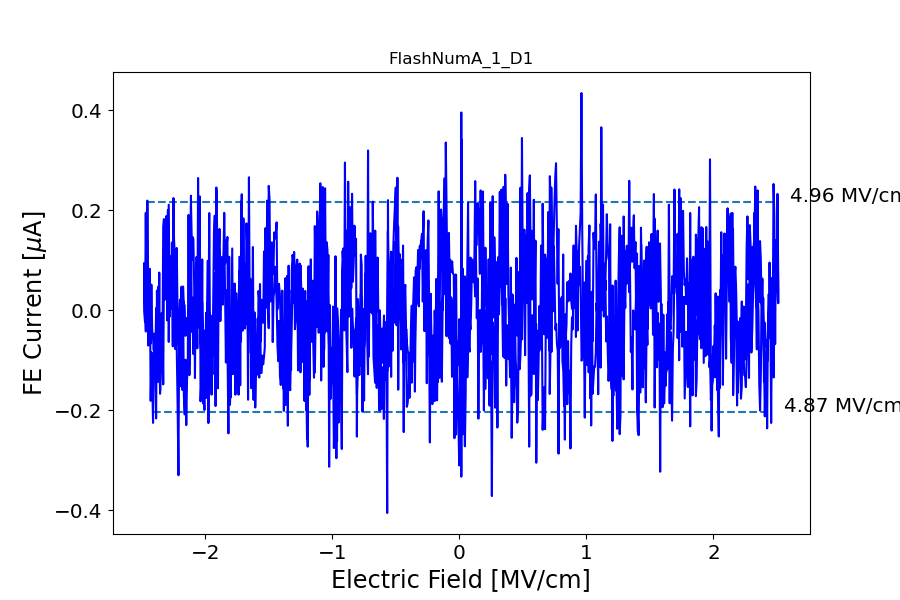 FlashNumA_1_D1
0.4
0.2
0.0
−0.2
−0.4
FE Current [μA]
4.96 MV/cm
4.87 MV/cm
−2
−1
0
1
2
Electric Field [MV/cm]